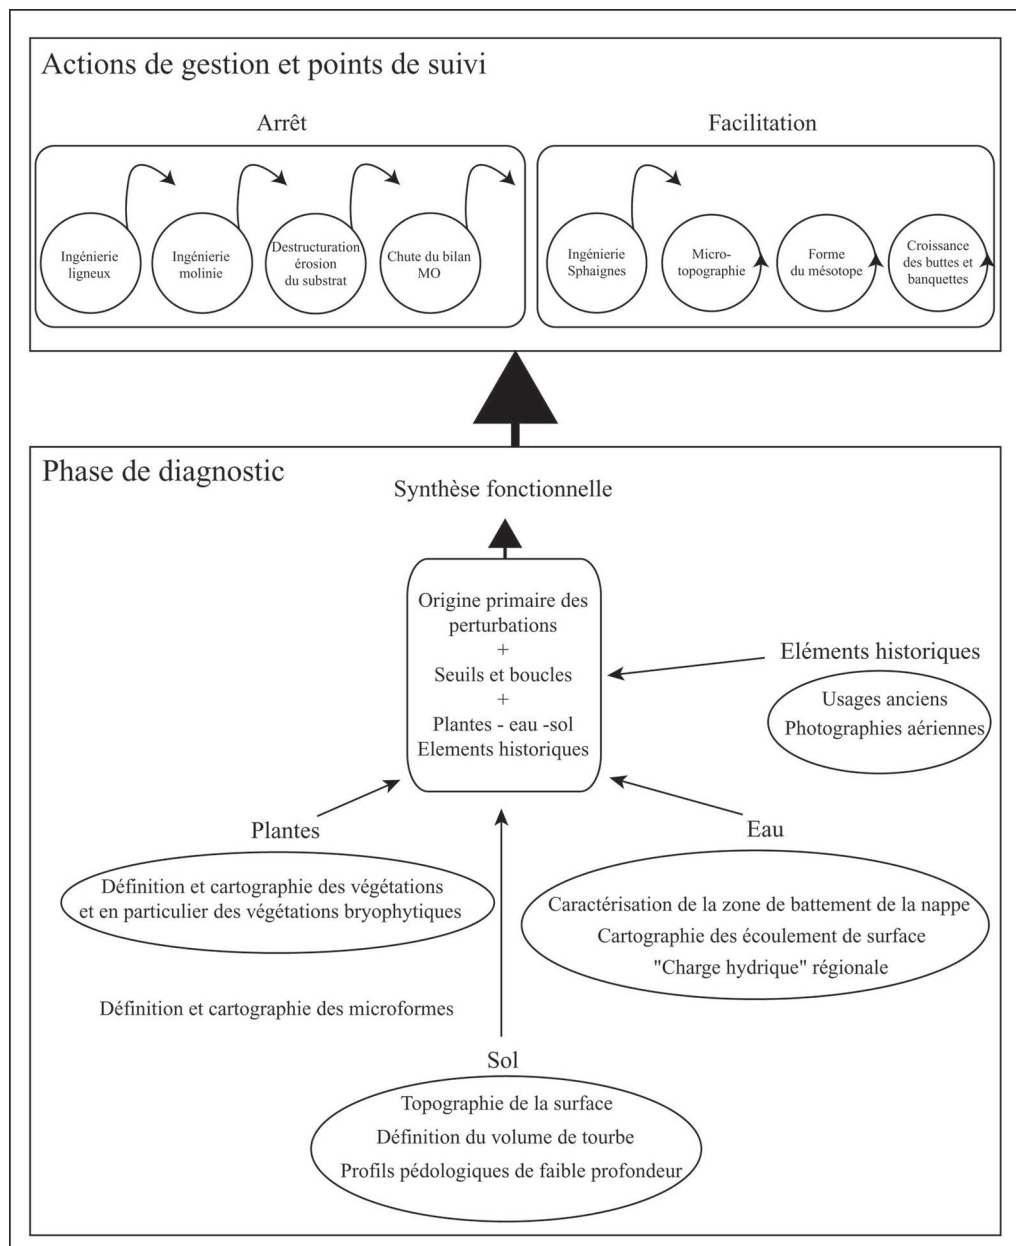 Actions de gestion et points de suivi
Arrêt
Facilitation
Ingénierie
ligneux
Ingénierie
molinie
Destructuration
érosion
du substrat
Chute du bilan
MO
Ingénierie
Sphaignes
Micro-
topographie
Forme
du mésotope
Croissance
des buttes et
banquettes
Phase de diagnostic
Synthèse fonctionnelle
Origine primaire des
perturbations
+
Seuils et boucles
+
Plantes - eau -sol
Elements historiques
Eléments historiques
Usages anciens
Photographies aériennes
Plantes
Définition et cartographie des végétations
et en particulier des végétations bryophytiques
Eau
Caractérisation de la zone de battement de la nappe
Cartographie des écoulement de surface
"Charge hydrique" régionale
Définition et cartographie des microformes
Sol
Topographie de la surface
Définition du volume de tourbe
Profils pédologiques de faible profondeur